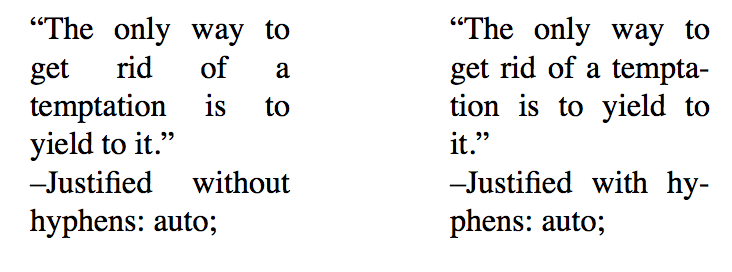 “The only way to
get rid of a
temptation is to
yield to it.”
–Justified without
hyphens: auto;
“The only way to
get rid of a tempta-
tion is to yield to
it.”
–Justified with hy-
phens: auto;